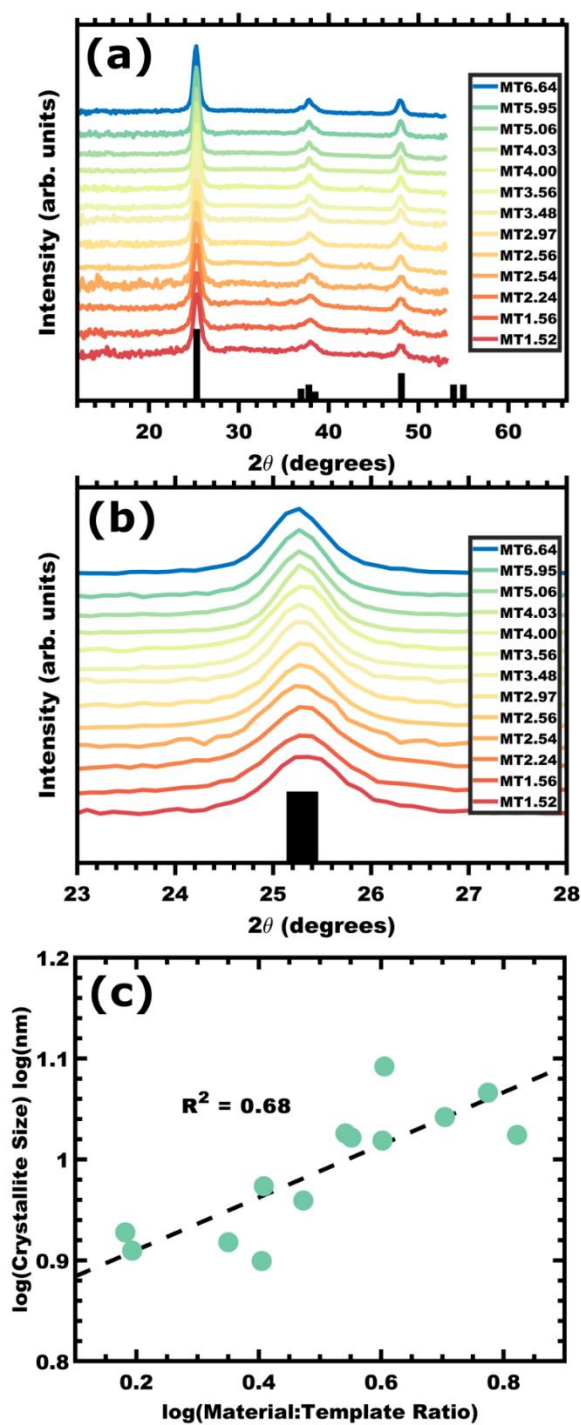 (a)
Intensity (arb. units)
MT6.64
MT5.95
MT5.06
MT4.03
MT4.00
MT3.56
MT3.48
MT2.97
MT2.56
MT2.54
MT2.24
MT1.56
MT1.52
20 30 40 50 60
2θ (degrees)
(b)
Intensity (arb. units)
MT6.64
MT5.95
MT5.06
MT4.03
MT4.00
MT3.56
MT3.48
MT2.97
MT2.56
MT2.54
MT2.24
MT1.56
MT1.52
23 24 25 26 27 28
2θ (degrees)
(c)
log(Crystallite Size) log(nm)
1.2
1.1
1
0.9
0.8
R² = 0.68
0.2 0.4 0.6 0.8
log(Material:Template Ratio)